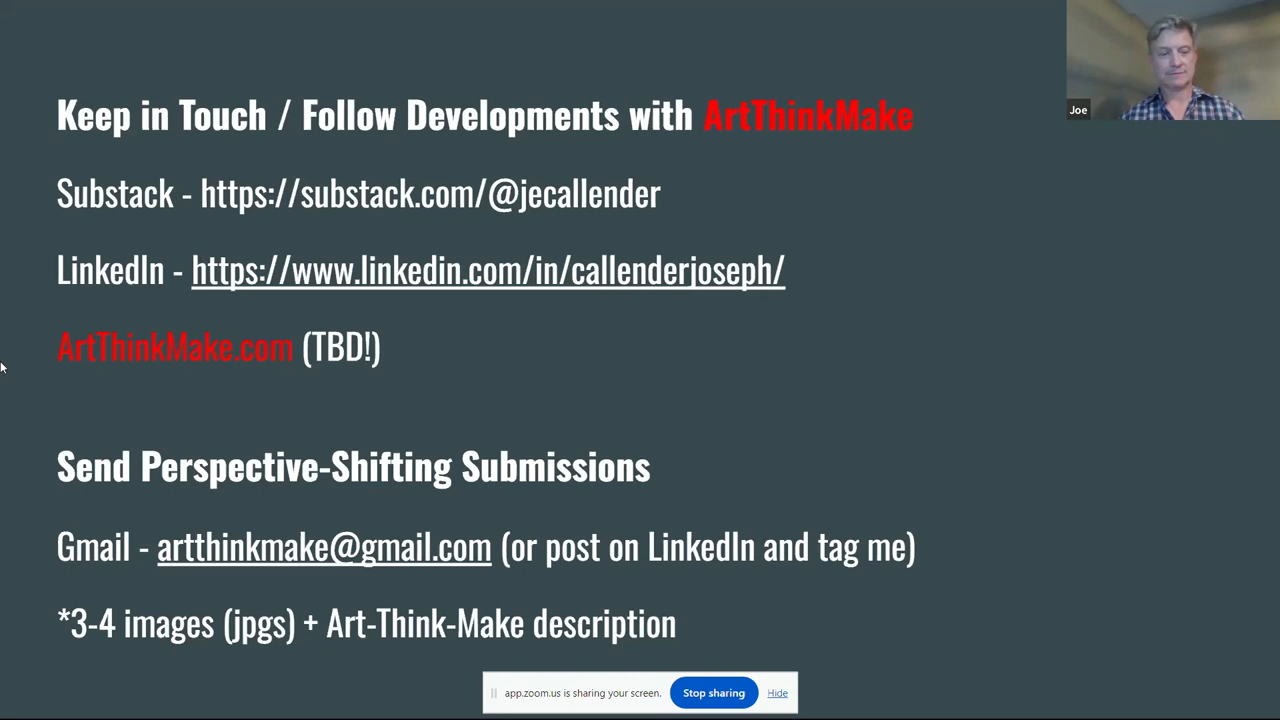 Keep in Touch / Follow Developments with ArtThinkMake
Joe
Substack - https://substack.com/@jecallender
LinkedIn - https://www.linkedin.com/in/callenderjoseph/
ArtThinkMake.com (TBD!)
Send Perspective-Shifting Submissions
Gmail - artthinkmake@gmail.com (or post on LinkedIn and tag me)
*3-4 images (jpgs) + Art-Think-Make description
app.zoom.us is sharing your screen. Stop sharing Hide